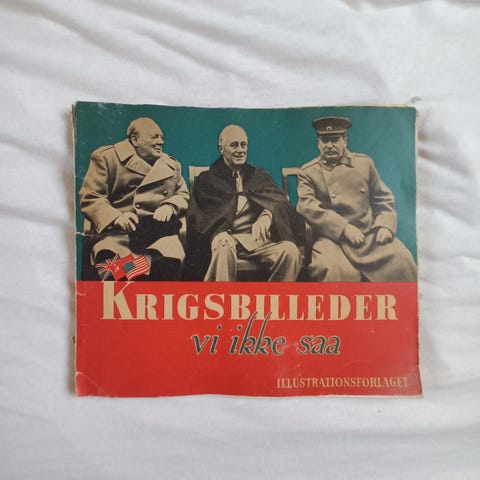 KRIGSBILLEDER
vi ikke saa
ILLUSTRATIONSFORLAGET